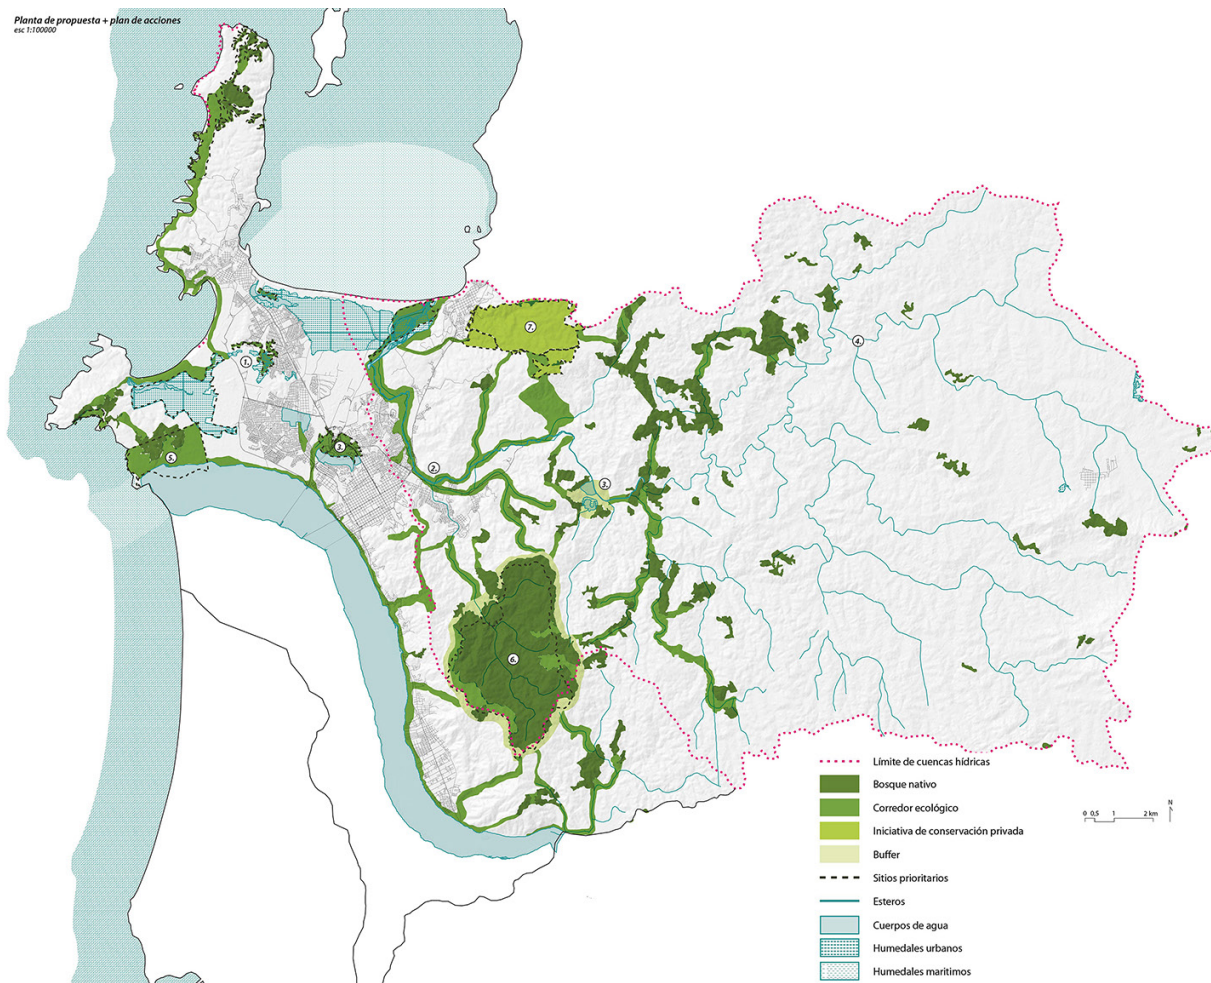 Planta de propuesta + plan de acciones
esc 1:100000
7.
4.
1.
3.
5.
2.
3.
6.
Límite de cuencas hídricas
Bosque nativo
Corredor ecológico
Iniciativa de conservación privada
Buffer
Sitios prioritarios
Esteros
Cuerpos de agua
Humedales urbanos
Humedales maritimos
0 0,5 1 2 km
N